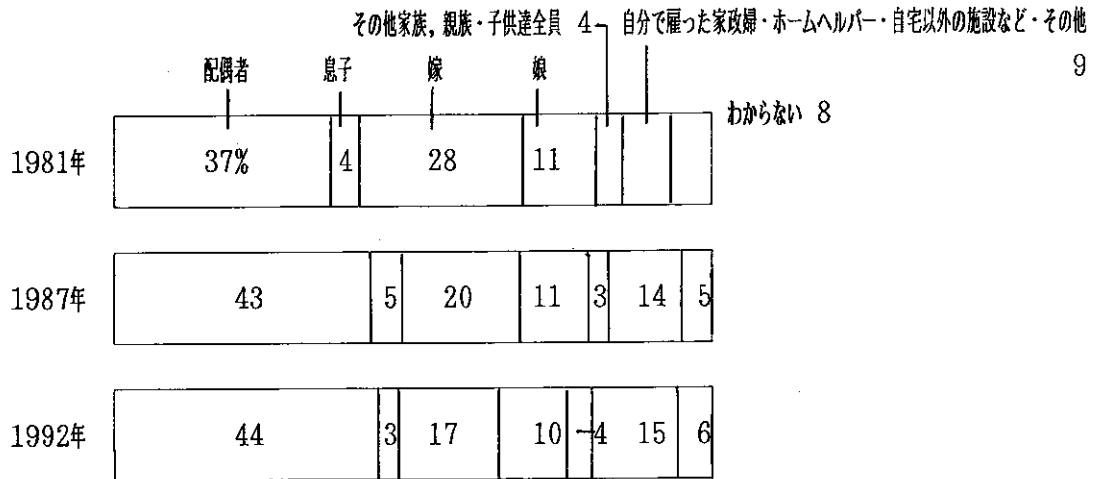 その他家族，親族・子供達全員 4 自分で雇った家政婦・ホームヘルパー・自宅以外の施設など・その他
9
配偶者 息子 嫁 娘
わからない 8
1981年 37% 4 28 11
1987年 43 5 20 11 3 14 5
1992年 44 3 17 10 4 15 6